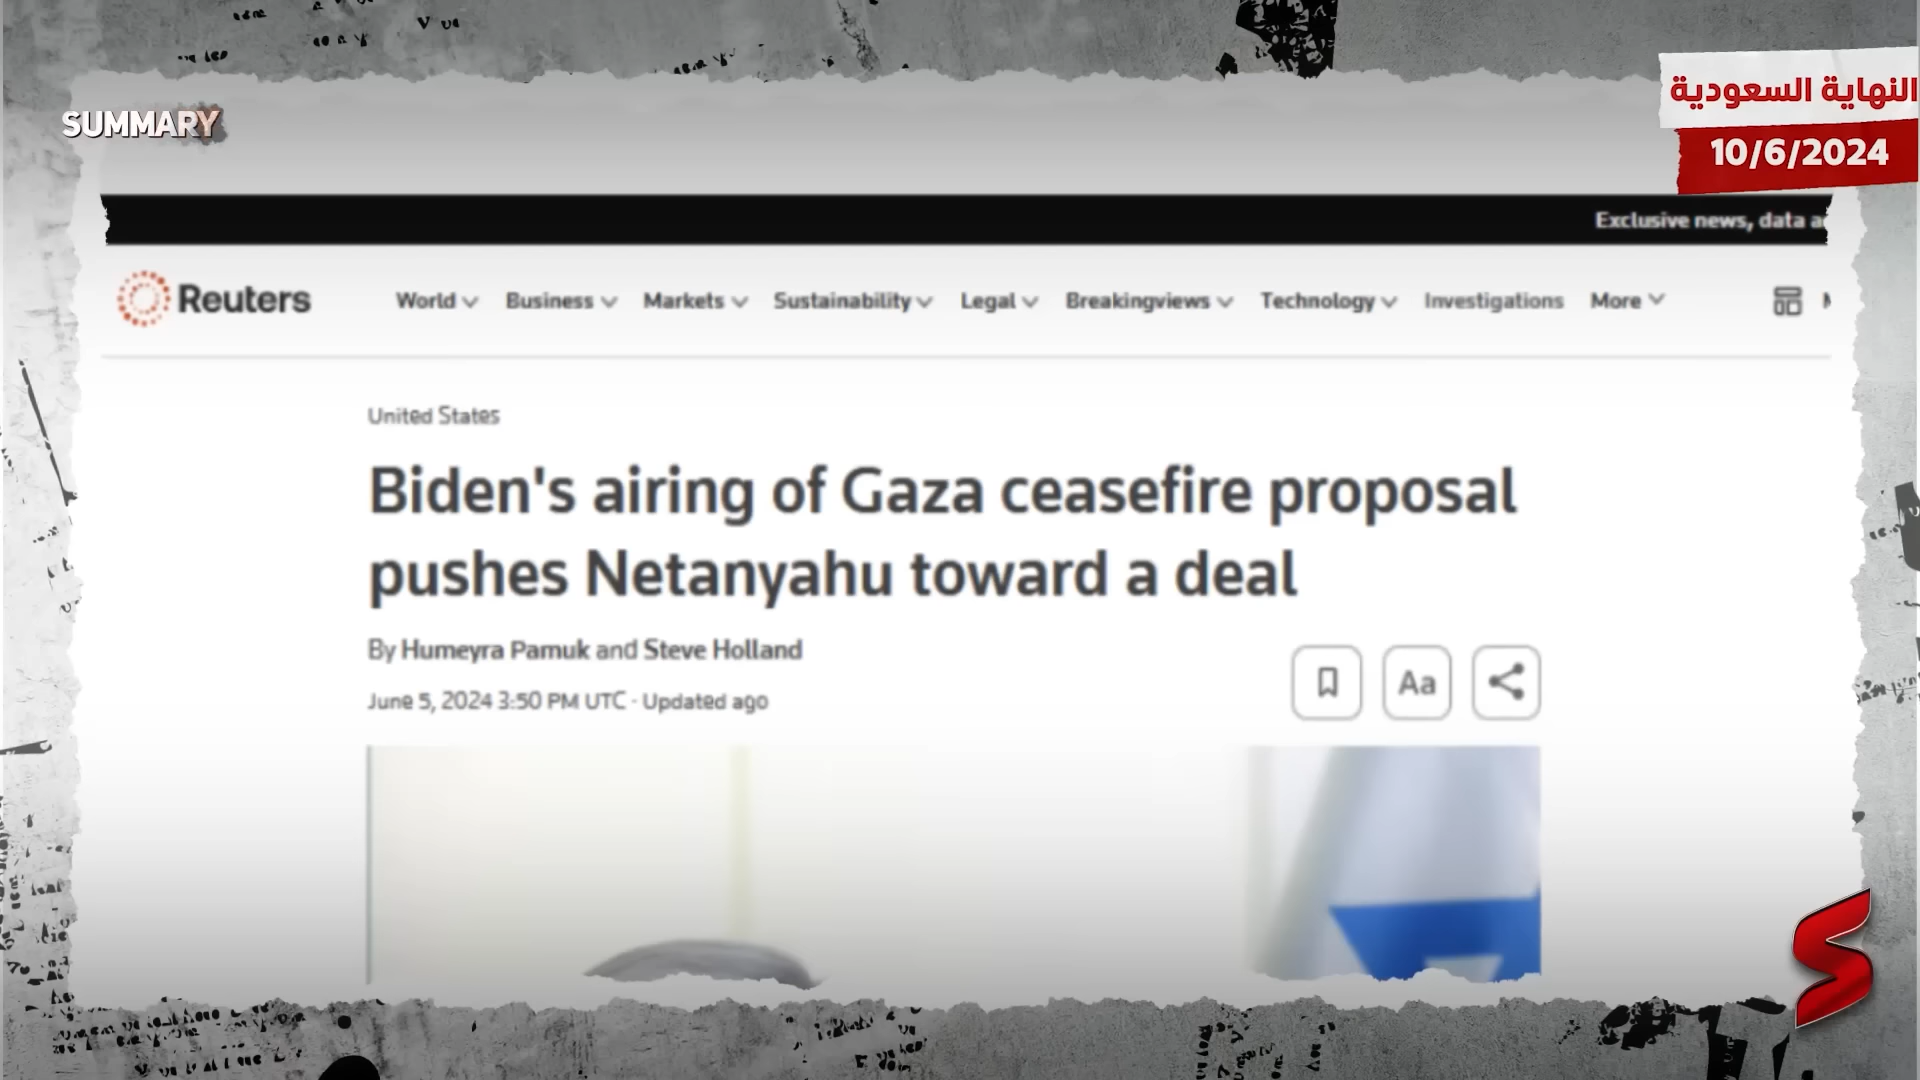 SUMMARY
النهاية السعودية
10/6/2024
Exclusive news, data
Reuters
World Business Markets Sustainability Legal Breakingviews Technology Investigations More
United States
Biden's airing of Gaza ceasefire proposal
pushes Netanyahu toward a deal
By Humeyra Pamuk and Steve Holland
Aa
June 5, 2024 3:50 PM UTC · Updated ago